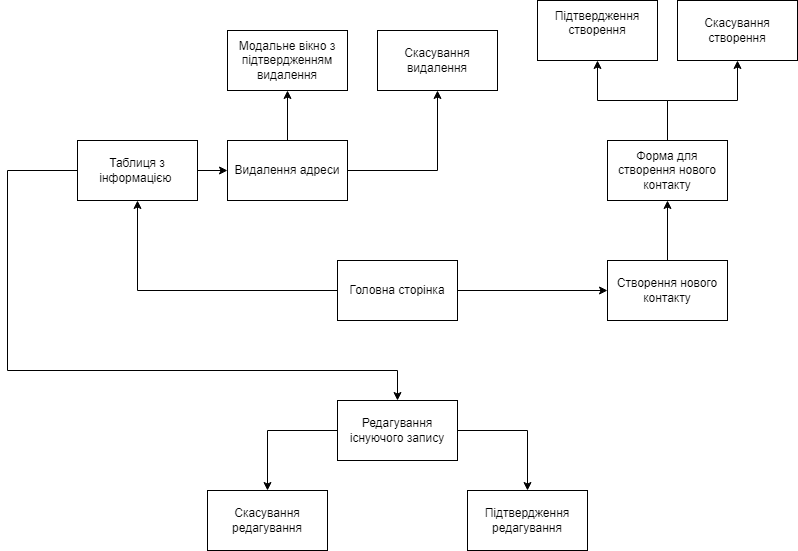 Підтвердження
створення
Скасування
створення
Модальне вікно з
підтвердженням
видалення
Скасування
видалення
Таблиця з
інформацією
Видалення адреси
Форма для
створення нового
контакту
Головна сторінка
Створення нового
контакту
Редагування
існуючого запису
Скасування
редагування
Підтвердження
редагування